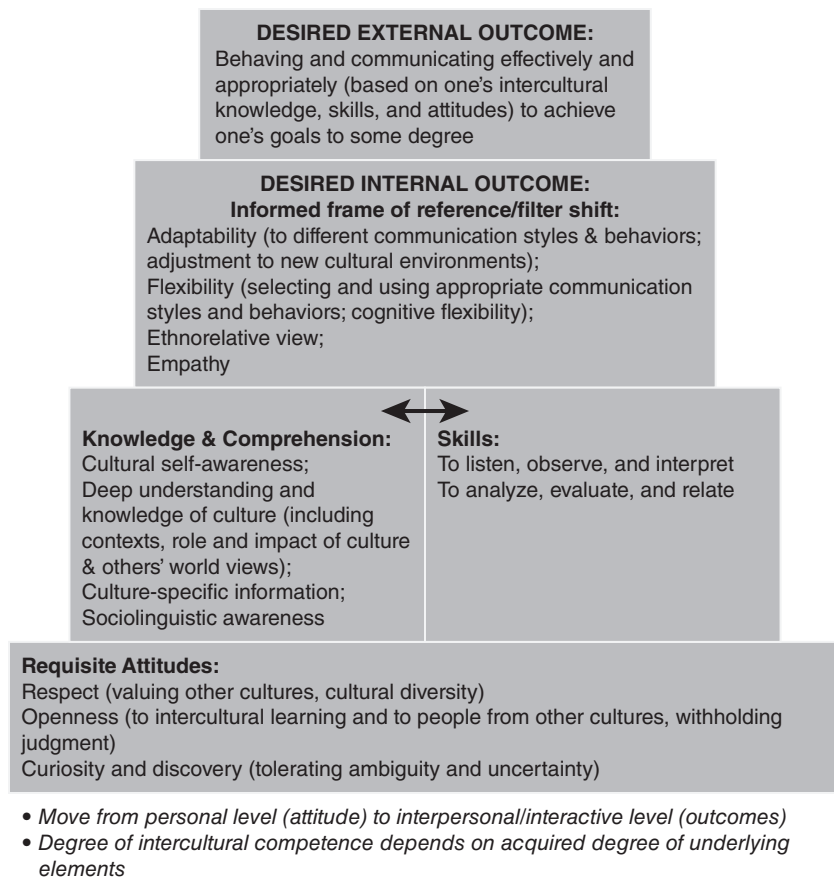 DESIRED EXTERNAL OUTCOME:
Behaving and communicating effectively and
appropriately (based on one's intercultural
knowledge, skills, and attitudes) to achieve
one's goals to some degree
DESIRED INTERNAL OUTCOME:
Informed frame of reference/filter shift:
Adaptability (to different communication styles & behaviors;
adjustment to new cultural environments);
Flexibility (selecting and using appropriate communication
styles and behaviors; cognitive flexibility);
Ethnorelative view;
Empathy
Knowledge & Comprehension:
Cultural self-awareness;
Deep understanding and
knowledge of culture (including
contexts, role and impact of culture
& others' world views);
Culture-specific information;
Sociolinguistic awareness
Skills:
To listen, observe, and interpret
To analyze, evaluate, and relate
Requisite Attitudes:
Respect (valuing other cultures, cultural diversity)
Openness (to intercultural learning and to people from other cultures, withholding
judgment)
Curiosity and discovery (tolerating ambiguity and uncertainty)
• Move from personal level (attitude) to interpersonal/interactive level (outcomes)
• Degree of intercultural competence depends on acquired degree of underlying
elements